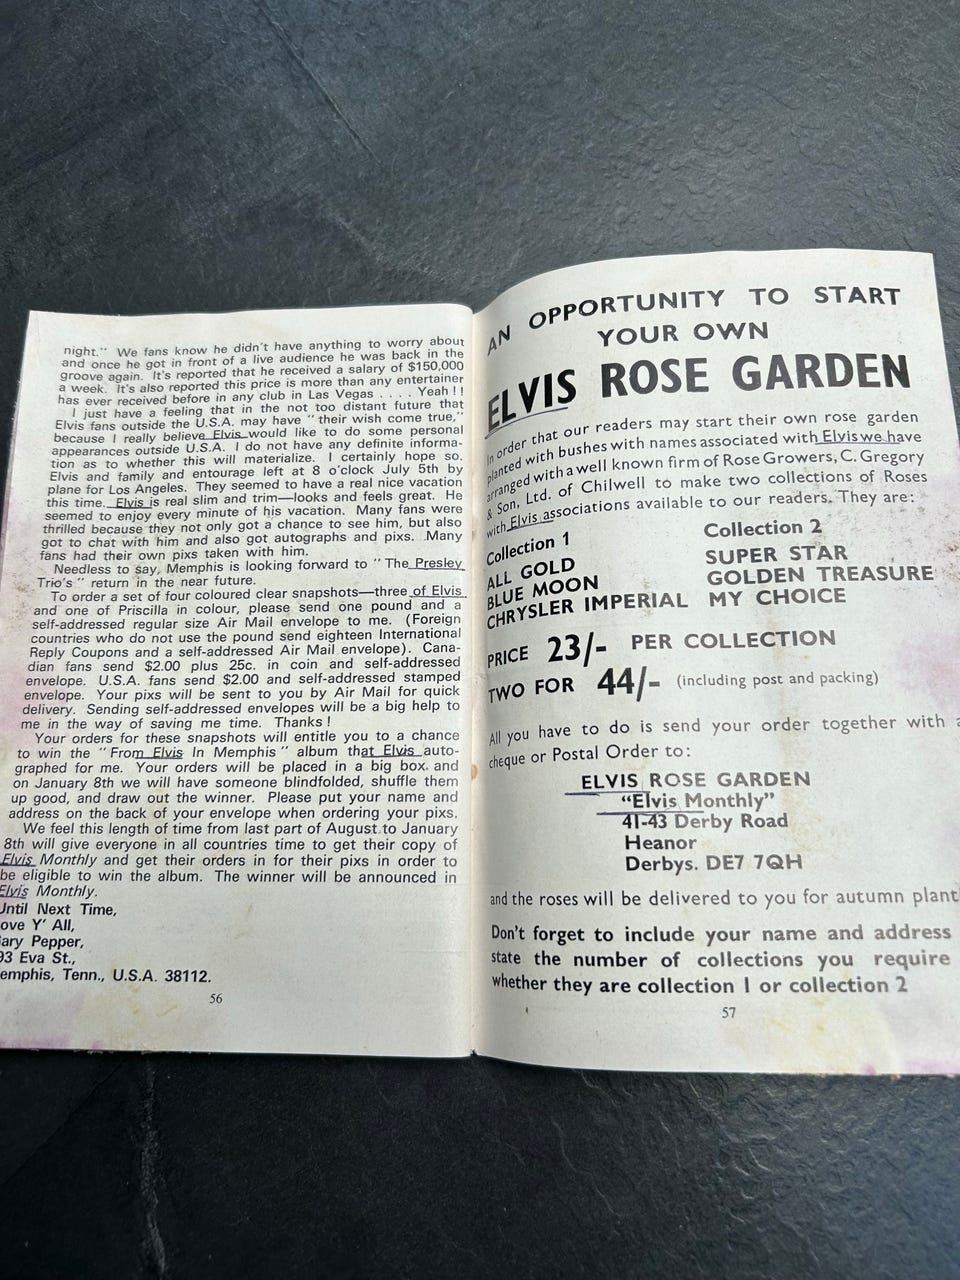 night." We fans know he didn't have anything to worry about
and once he got in front of a live audience he was back in the
groove again. It's reported that he received a salary of $150,000
a week. It's also reported this price is more than any entertainer
has ever received before in any club in Las Vegas . . . . Yeah ! !
I just have a feeling that in the not too distant future that
Elvis fans outside the U.S.A. may have "their wish come true,"
because I really believe Elvis would like to do some personal
appearances outside U.S.A. I do not have any definite informa-
tion as to whether this will materialize. I certainly hope so.
Elvis and family and entourage left at 8 o'clock July 5th by
plane for Los Angeles. They seemed to have a real nice vacation
this time. Elvis is real slim and trim—looks and feels great. He
seemed to enjoy every minute of his vacation. Many fans were
thrilled because they not only got a chance to see him, but also
got to chat with him and also got autographs and pixs. Many
fans had their own pixs taken with him.
Needless to say, Memphis is looking forward to "The Presley
Trio's" return in the near future.
To order a set of four coloured clear snapshots—three of Elvis
and one of Priscilla in colour, please send one pound and a
self-addressed regular size Air Mail envelope to me. (Foreign
countries who do not use the pound send eighteen International
Reply Coupons and a self-addressed Air Mail envelope). Cana-
dian fans send $2.00 plus 25c. in coin and self-addressed
envelope. U.S.A. fans send $2.00 and self-addressed stamped
envelope. Your pixs will be sent to you by Air Mail for quick
delivery. Sending self-addressed envelopes will be a big help to
me in the way of saving me time. Thanks !
Your orders for these snapshots will entitle you to a chance
to win the "From Elvis In Memphis" album that Elvis auto-
graphed for me. Your orders will be placed in a big box and
on January 8th we will have someone blindfolded, shuffle them
up good, and draw out the winner. Please put your name and
address on the back of your envelope when ordering your pixs.
We feel this length of time from last part of August to January
8th will give everyone in all countries time to get their copy of
Elvis Monthly and get their orders in for their pixs in order to
be eligible to win the album. The winner will be announced in
Elvis Monthly.
Until Next Time,
ove Y' All,
ary Pepper,
93 Eva St.,
emphis, Tenn., U.S.A. 38112.
56
AN OPPORTUNITY TO START
YOUR OWN
ELVIS ROSE GARDEN
In order that our readers may start their own rose garden
planted with bushes with names associated with Elvis we have
arranged with a well known firm of Rose Growers, C. Gregory
& Son, Ltd. of Chilwell to make two collections of Roses
with Elvis associations available to our readers. They are:
Collection 1 Collection 2
ALL GOLD SUPER STAR
BLUE MOON GOLDEN TREASURE
CHRYSLER IMPERIAL MY CHOICE
PRICE 23/- PER COLLECTION
TWO FOR 44/- (including post and packing)
All you have to do is send your order together with a
cheque or Postal Order to:
ELVIS ROSE GARDEN
"Elvis Monthly"
41-43 Derby Road
Heanor
Derbys. DE7 7QH
and the roses will be delivered to you for autumn plant
Don't forget to include your name and address
state the number of collections you require
whether they are collection 1 or collection 2
57